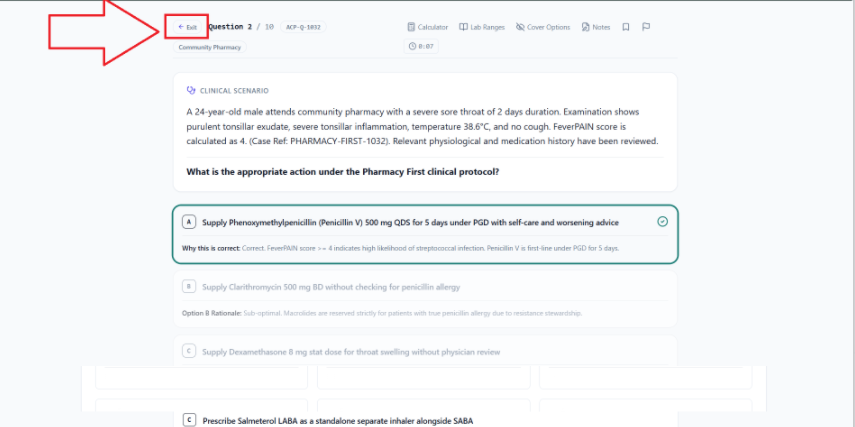 ← Exit Question 2 / 10 ACP-Q-1032 Calculator Lab Ranges Cover Options Notes
Community Pharmacy 0:07
CLINICAL SCENARIO
A 24-year-old male attends community pharmacy with a severe sore throat of 2 days duration. Examination shows
purulent tonsillar exudate, severe tonsillar inflammation, temperature 38.6°C, and no cough. FeverPAIN score is
calculated as 4. (Case Ref: PHARMACY-FIRST-1032). Relevant physiological and medication history have been reviewed.
What is the appropriate action under the Pharmacy First clinical protocol?
A Supply Phenoxymethylpenicillin (Penicillin V) 500 mg QDS for 5 days under PGD with self-care and worsening advice
Why this is correct: Correct. FeverPAIN score >= 4 indicates high likelihood of streptococcal infection. Penicillin V is first-line under PGD for 5 days.
B Supply Clarithromycin 500 mg BD without checking for penicillin allergy
Option B Rationale: Sub-optimal. Macrolides are reserved strictly for patients with true penicillin allergy due to resistance stewardship.
C Supply Dexamethasone 8 mg stat dose for throat swelling without physician review
C Prescribe Salmeterol LABA as a standalone separate inhaler alongside SABA